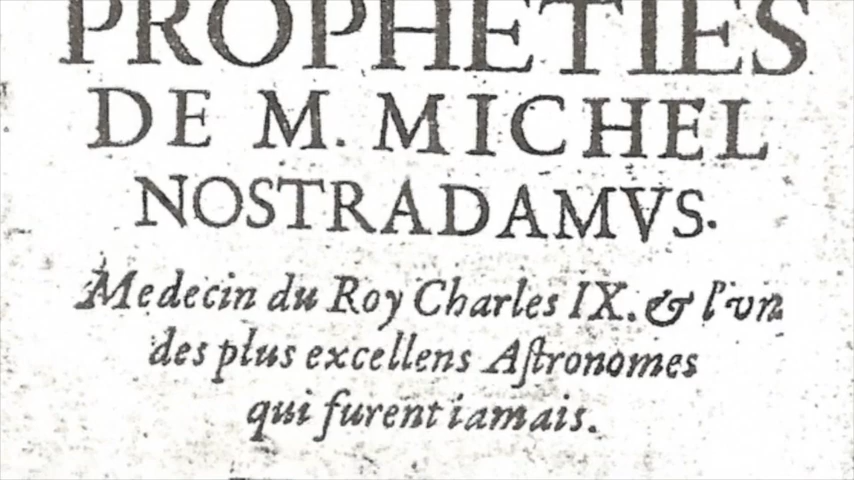 PROPHETIES
DE M. MICHEL
NOSTRADAMVS.
Medecin du Roy Charles IX. & l'vn
des plus excellens Aſtronomes
qui furent iamais.